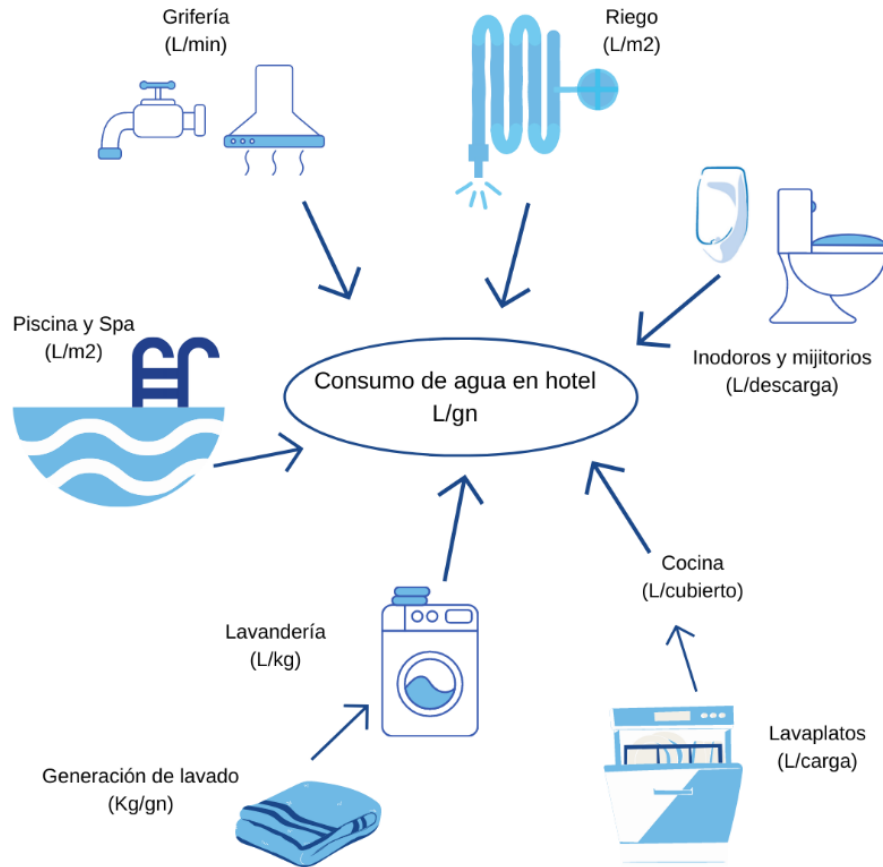 Grifería
(L/min)
Riego
(L/m2)
Piscina y Spa
(L/m2)
Inodoros y mijitorios
(L/descarga)
Consumo de agua en hotel
L/gn
Cocina
(L/cubierto)
Lavandería
(L/kg)
Lavaplatos
(L/carga)
Generación de lavado
(Kg/gn)